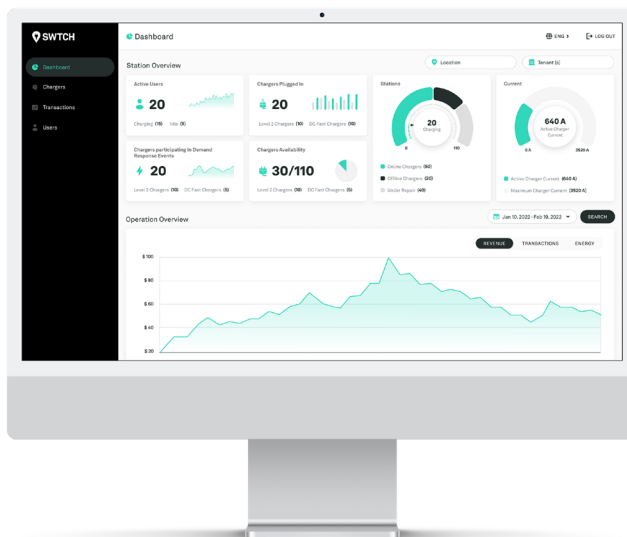 SWTCH
Dashboard
ENG
LOG OUT
Dashboard
Chargers
Transactions
Users
Station Overview
Location
Tenant (s)
Active Users
20
Charging (15) Idle (5)
Chargers Plugged In
20
Level 2 Chargers (10) DC Fast Chargers (10)
Chargers participating in Demand
Response Events
20
Level 2 Chargers (10) DC Fast Chargers (5)
Chargers Availability
30/110
Level 2 Chargers (10) DC Fast Chargers (5)
Stations
20
Charging
0
110
Online Chargers (50)
Offline Chargers (20)
Under Repair (40)
Current
640 A
Active Charger
Current
0 A
3520 A
Active Charger Current (640 A)
Maximum Charger Current (3520 A)
Operation Overview
Jan 10, 2022 - Feb 19, 2022
SEARCH
REVENUE
TRANSACTIONS
ENERGY
$ 100
$ 80
$ 60
$ 40
$ 20